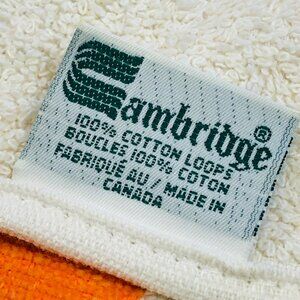 Cambridge®
100% COTTON LOOPS
BOUCLES 100% COTON
FABRIQUÉ AU / MADE IN
CANADA